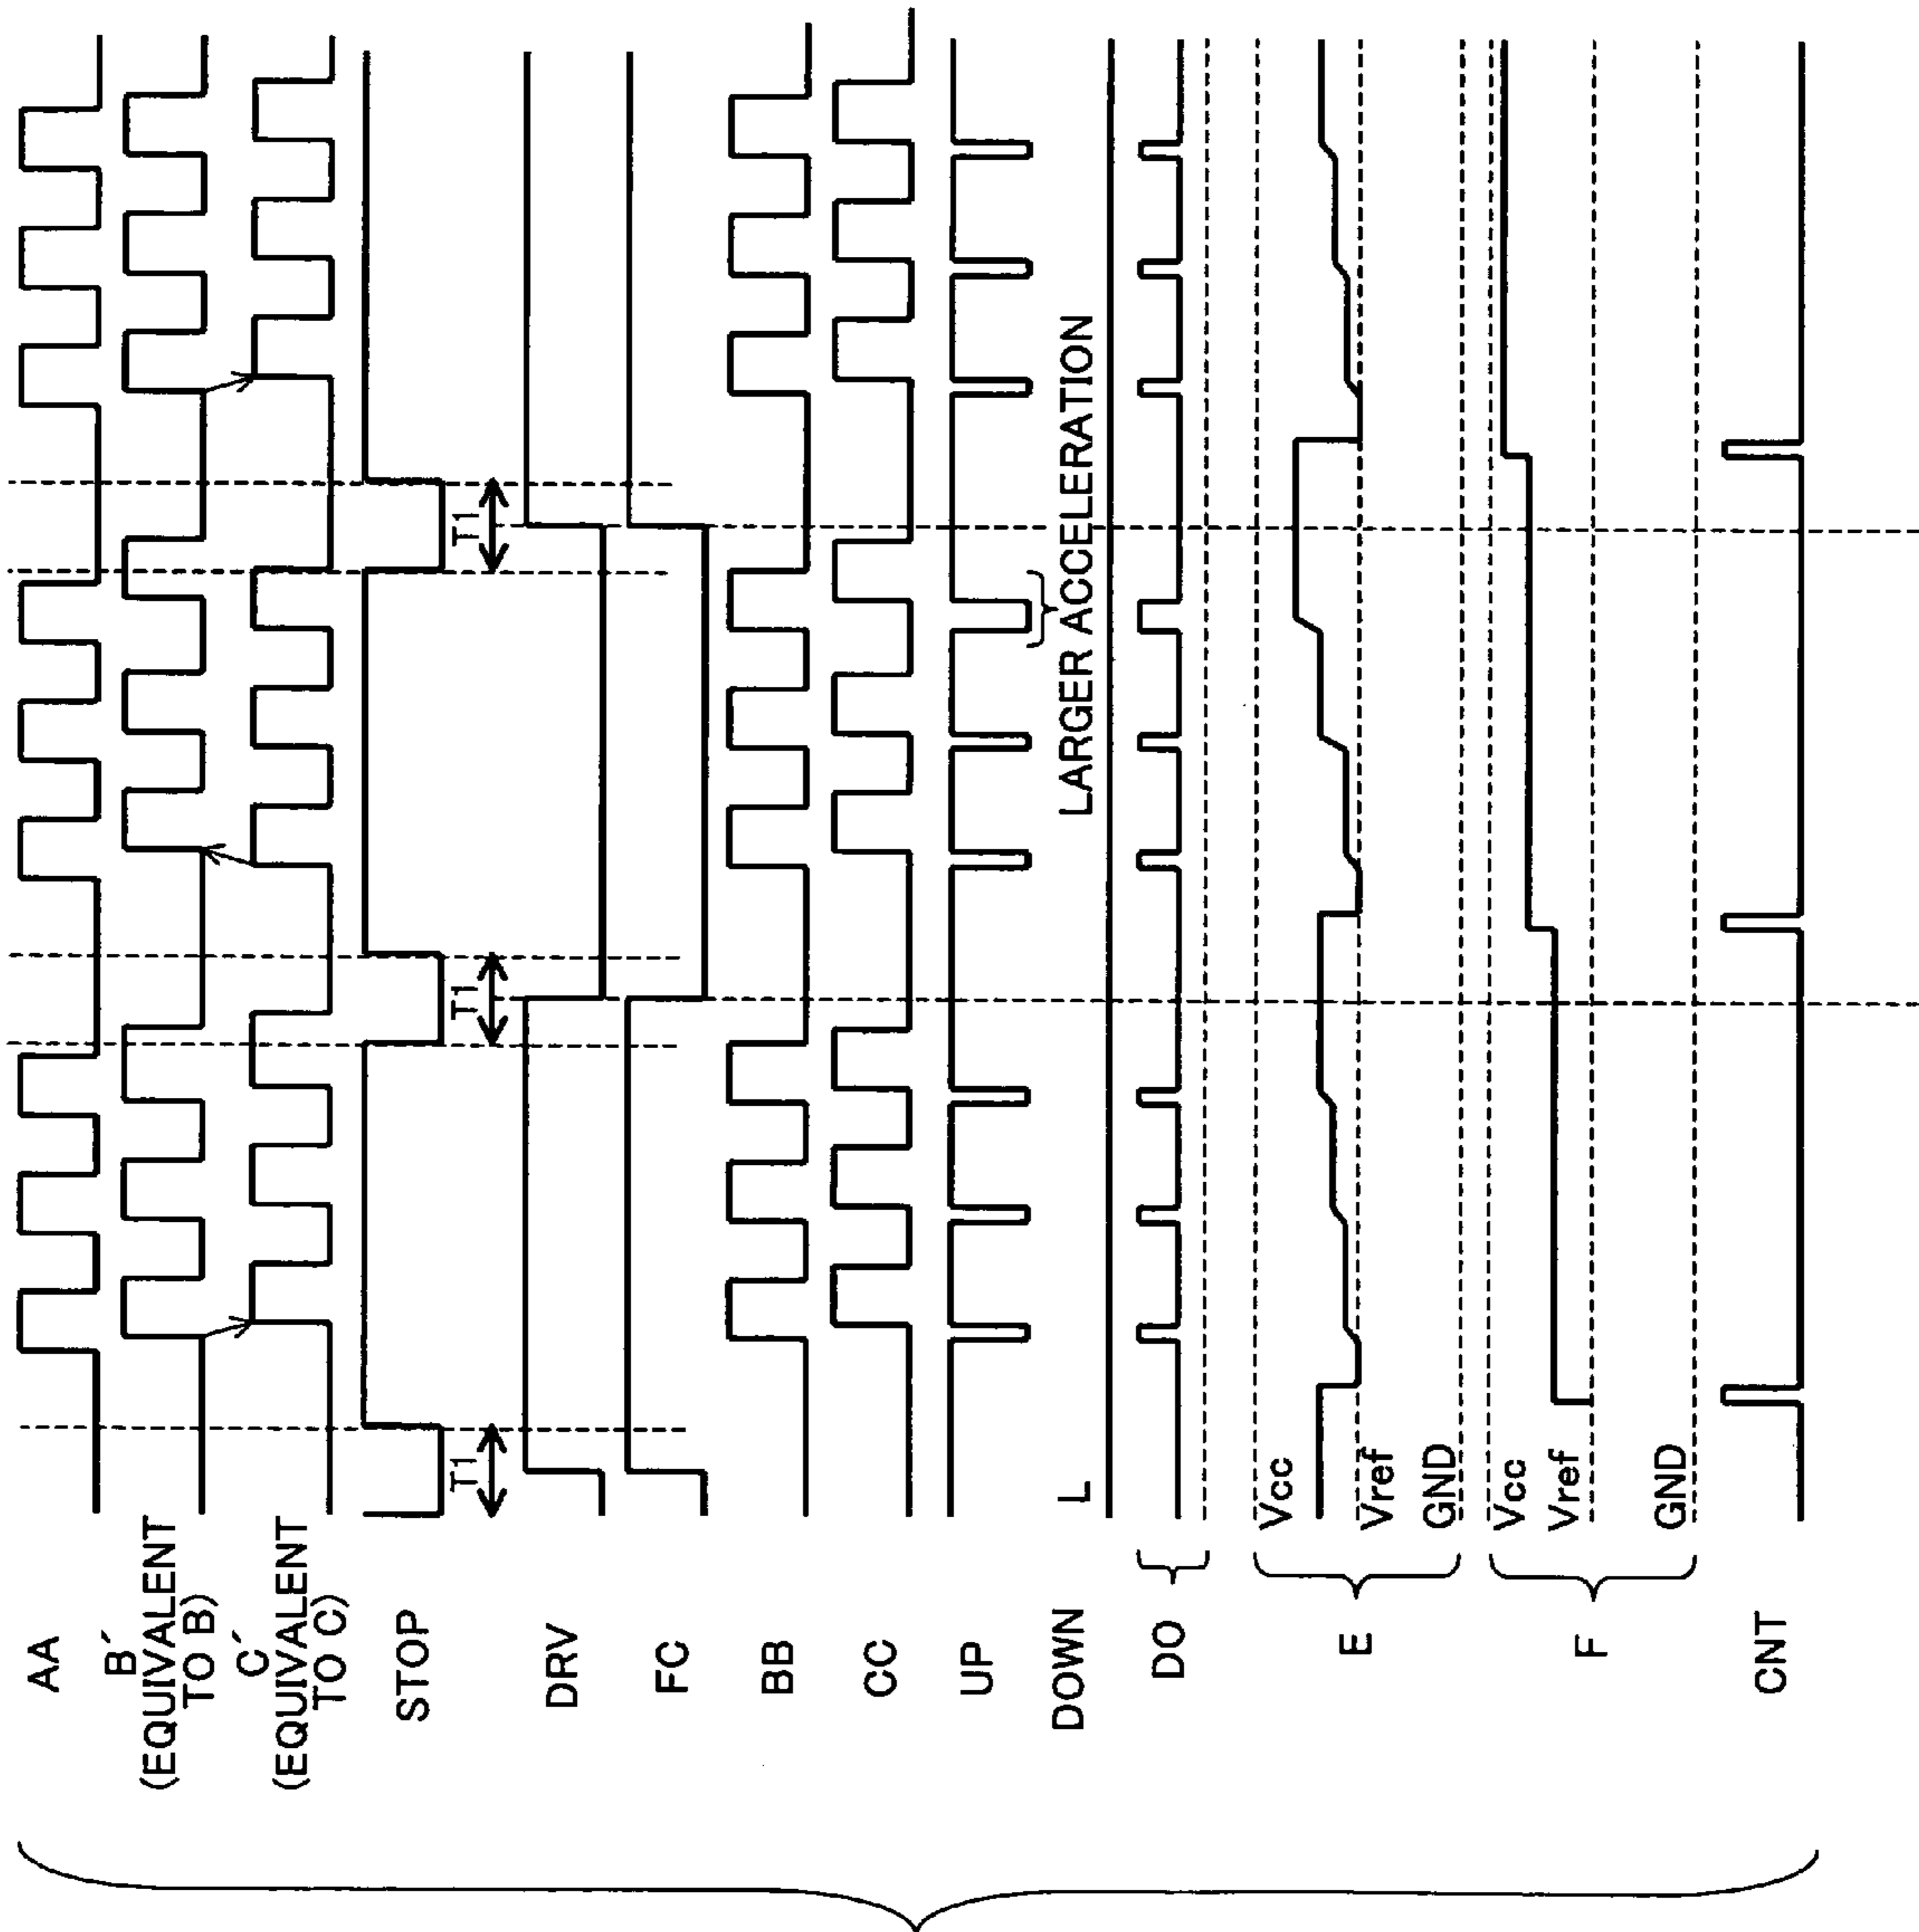 AA
B´
(EQUIVALENT
TO B)
C´
(EQUIVALENT
TO C)
STOP
T1
T1
T1
DRV
FC
BB
CC
UP
LARGER ACCELERATION
DOWN
L
DO
E
Vcc
Vref
GND
F
Vcc
Vref
GND
CNT